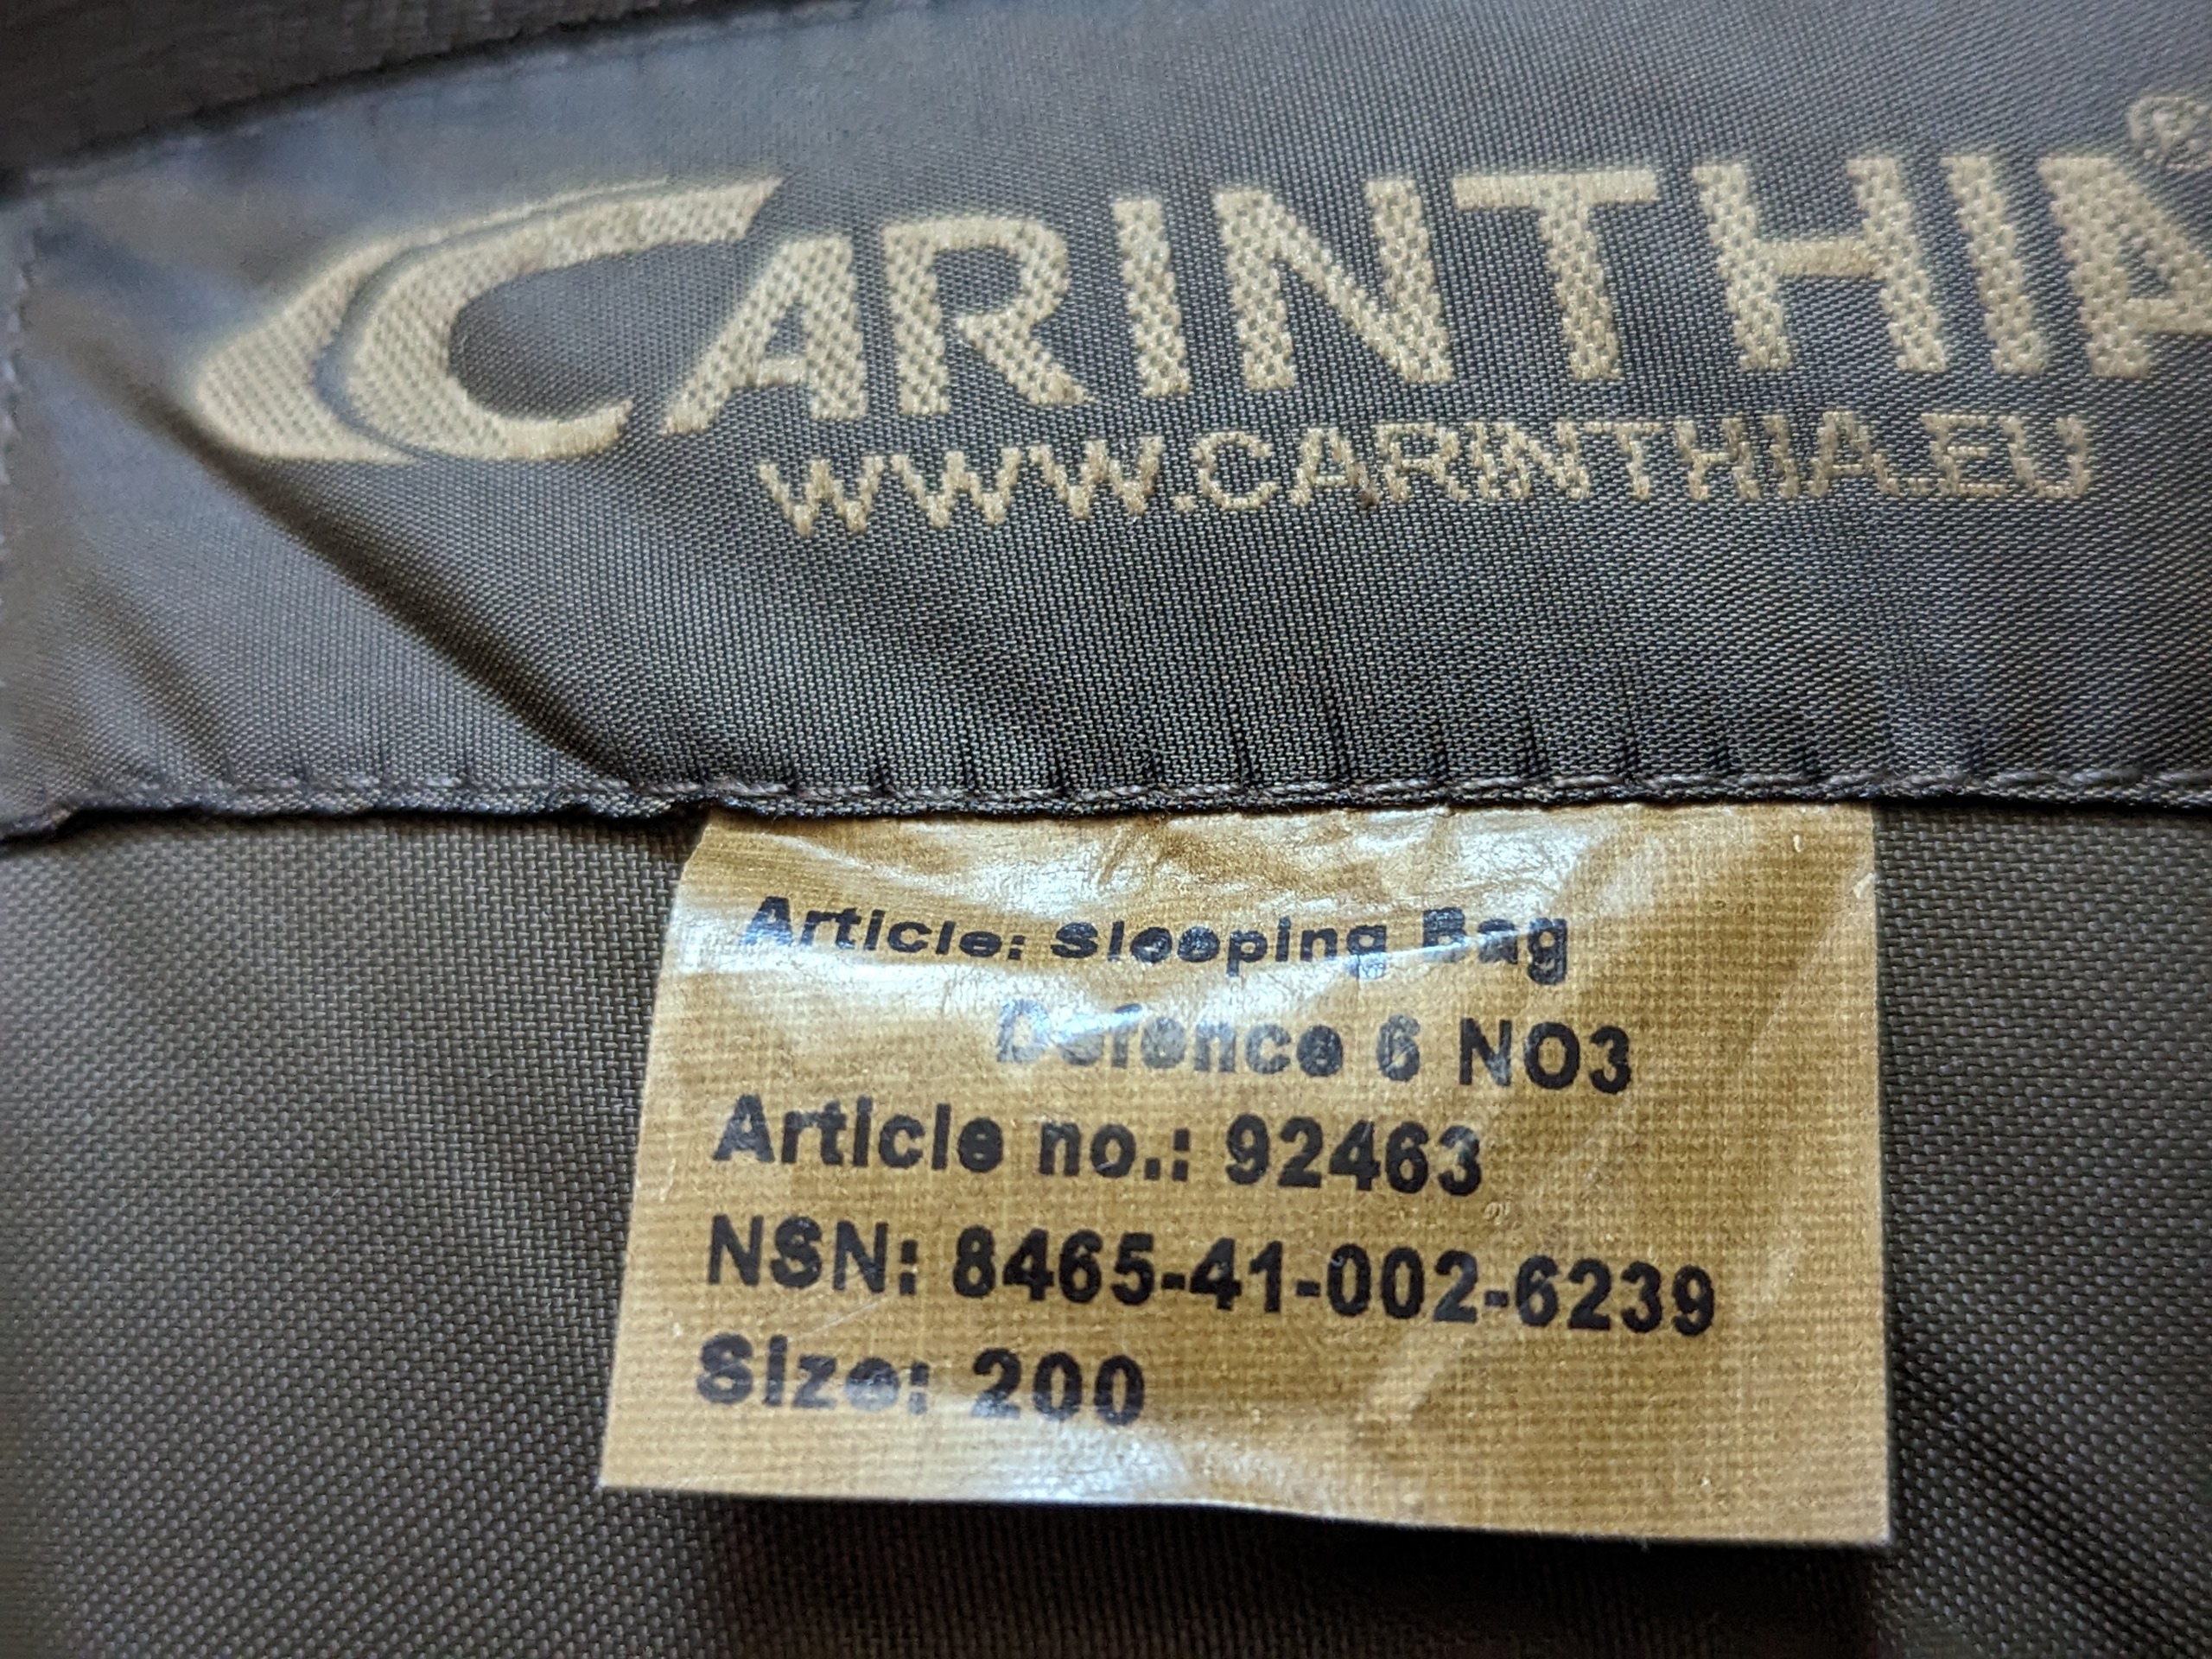 CARINTHIA®
WWW.CARINTHIA.EU
Article: Sleeping Bag
Defence 6 NO3
Article no.: 92463
NSN: 8465-41-002-6239
Size: 200